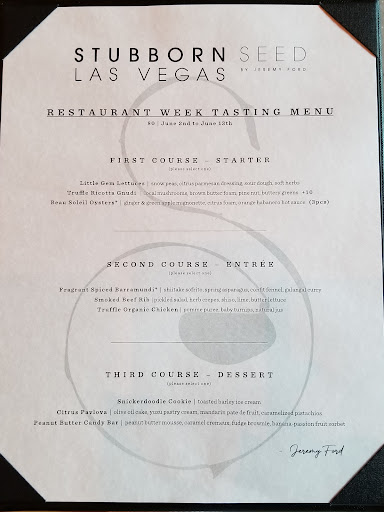 STUBBORN SEED
LAS VEGAS BY JEREMY FORD
RESTAURANT WEEK TASTING MENU
80 | June 2nd to June 13th
FIRST COURSE - STARTER
(please select one)
Little Gem Lettuces | snow peas, citrus parmesan dressing, sour dough, soft herbs
Truffle Ricotta Gnudi | local mushrooms, brown butter foam, pine nut, buttery greens +10
Beau Soleil Oysters* | ginger & green apple mignonette, citrus foam, orange habanero hot sauce (3pcs)
SECOND COURSE - ENTRÉE
(please select one)
Fragrant Spiced Barramundi* | shiitake sofrito, spring asparagus, confit fennel, galangal curry
Smoked Beef Rib | pickled salad, herb crepes, shiso, lime, butter lettuce
Truffle Organic Chicken | pomme puree, baby turnips, natural jus
THIRD COURSE - DESSERT
(please select one)
Snickerdoodle Cookie | toasted barley ice cream
Citrus Pavlova | olive oil cake, yuzu pastry cream, mandarin pate de fruit, caramelized pistachios
Peanut Butter Candy Bar | peanut butter mousse, caramel cremeux, fudge brownie, banana-passion fruit sorbet
- Jeremy Ford